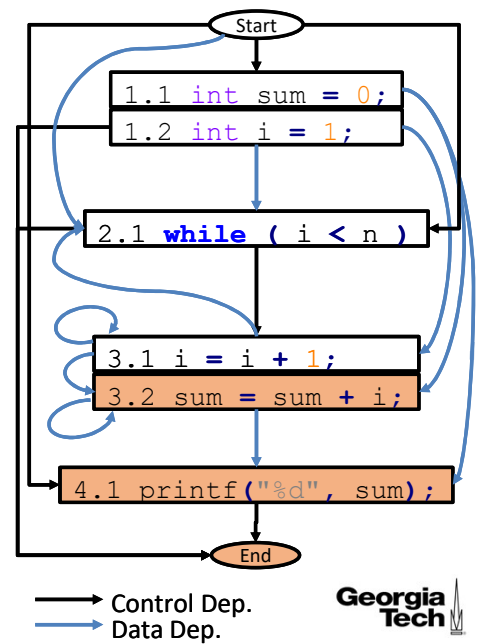 Start
1.1 int sum = 0;
1.2 int i = 1;
2.1 while ( i < n )
3.1 i = i + 1;
3.2 sum = sum + i;
4.1 printf("%d", sum);
End
Control Dep.
Data Dep.
Georgia
Tech